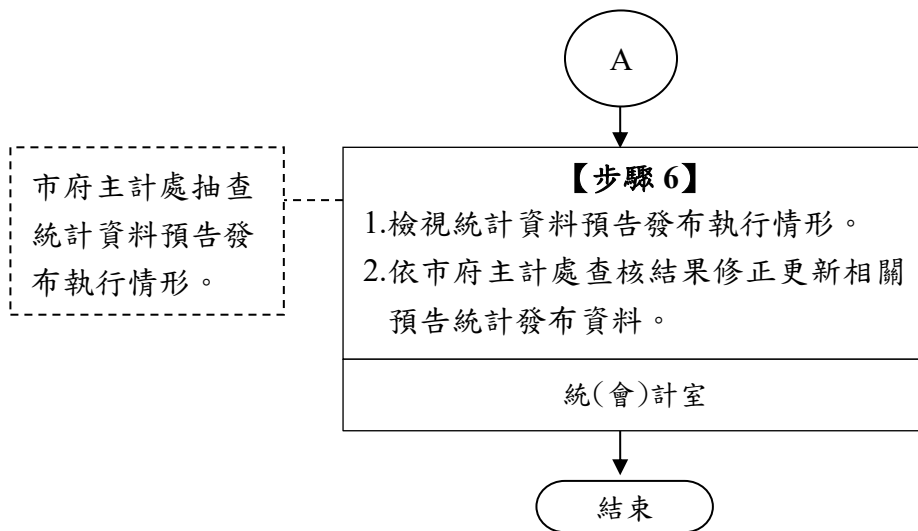 A
市府主計處抽查
統計資料預告發
布執行情形。
【步驟 6】
1.檢視統計資料預告發布執行情形。
2.依市府主計處查核結果修正更新相關
預告統計發布資料。
統(會)計室
結束